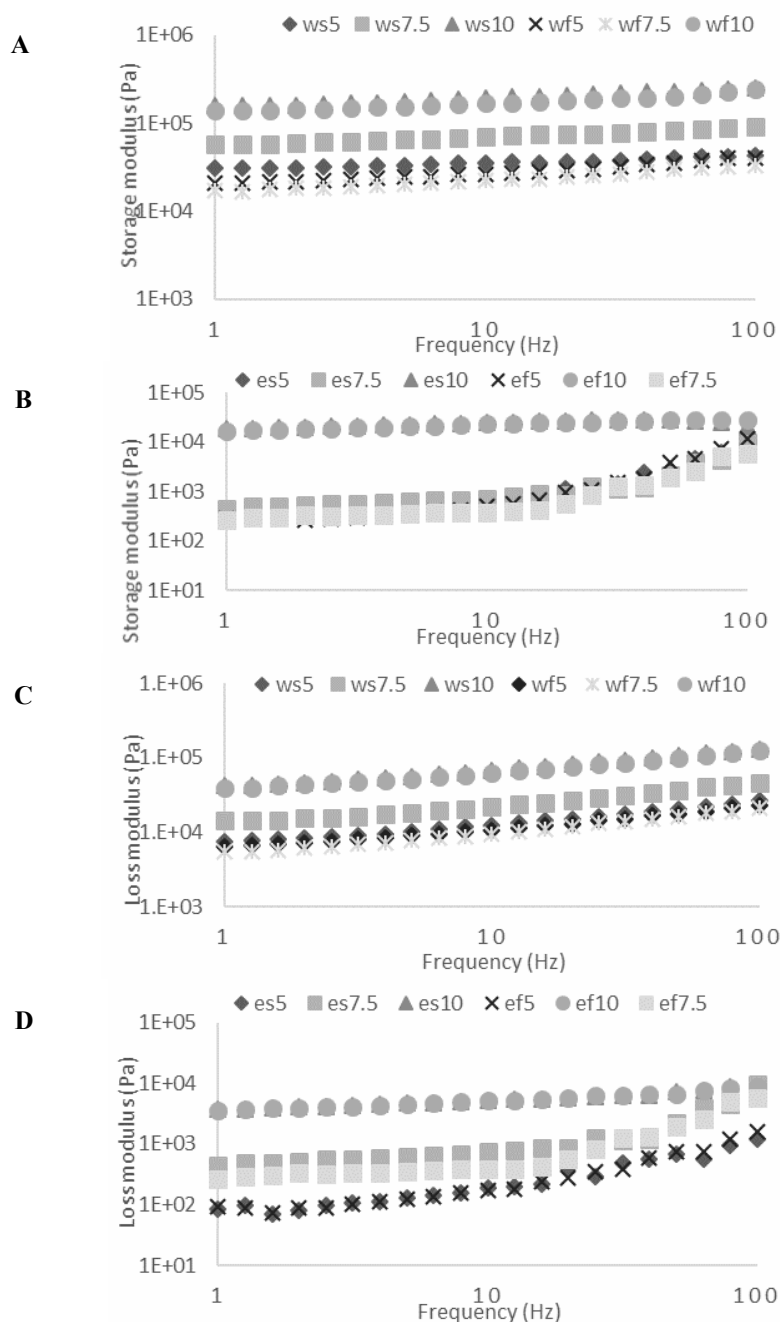 A
ws5 ws7.5 ws10 wf5 wf7.5 wf10
1E+06
1E+05
1E+04
1E+03
Storage modulus (Pa)
1 10 100
Frequency (Hz)
B
es5 es7.5 es10 ef5 ef10 ef7.5
1E+05
1E+04
1E+03
1E+02
1E+01
Storage modulus (Pa)
1 10 100
Frequency (Hz)
C
ws5 ws7.5 ws10 wf5 wf7.5 wf10
1.E+06
1.E+05
1.E+04
1.E+03
Loss modulus (Pa)
1 10 100
Frequency (Hz)
D
es5 es7.5 es10 ef5 ef10 ef7.5
1E+05
1E+04
1E+03
1E+02
1E+01
Loss modulus (Pa)
1 10 100
Frequency (Hz)